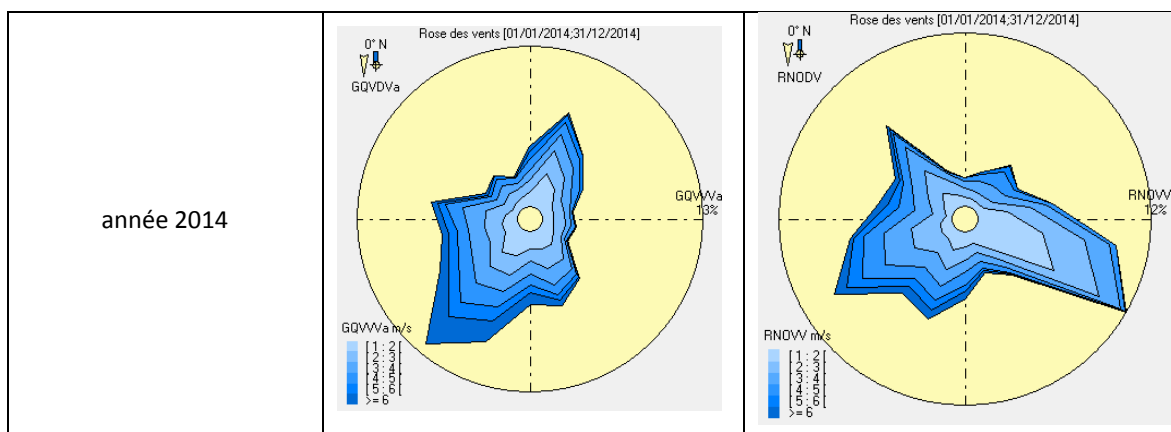 année 2014
Rose des vents [01/01/2014;31/12/2014]
0° N
GQVDVa
GQVVVa
13%
GQVVVa m/s
[ 1 : 2 [
[ 2 : 3 [
[ 3 : 4 [
[ 4 : 5 [
[ 5 : 6 [
>= 6
Rose des vents [01/01/2014;31/12/2014]
0° N
RNODV
RNOVV
12%
RNOVV m/s
[ 1 : 2 [
[ 2 : 3 [
[ 3 : 4 [
[ 4 : 5 [
[ 5 : 6 [
>= 6